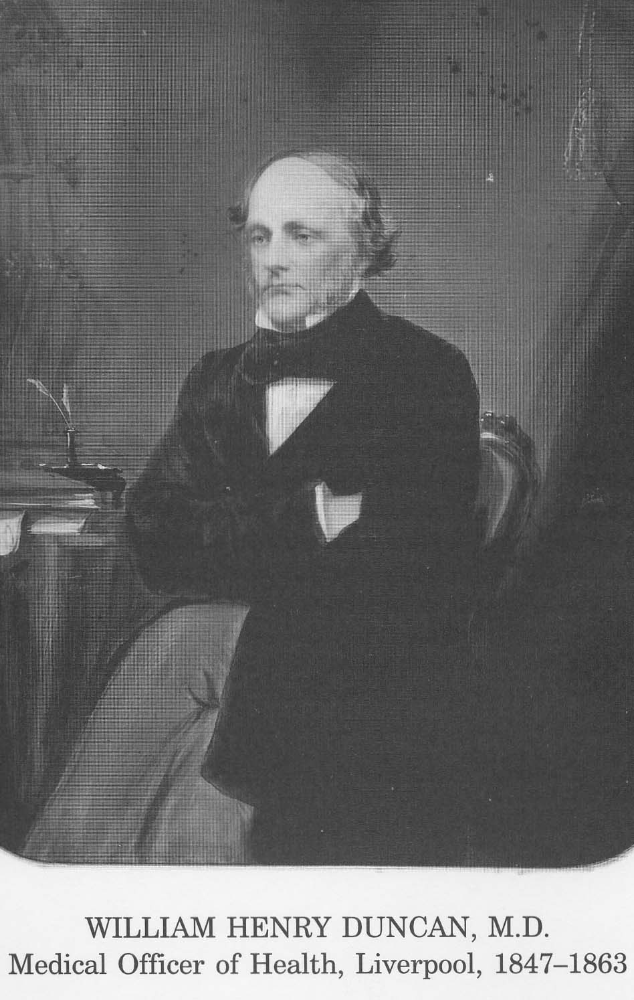 WILLIAM HENRY DUNCAN, M.D.
Medical Officer of Health, Liverpool, 1847–1863